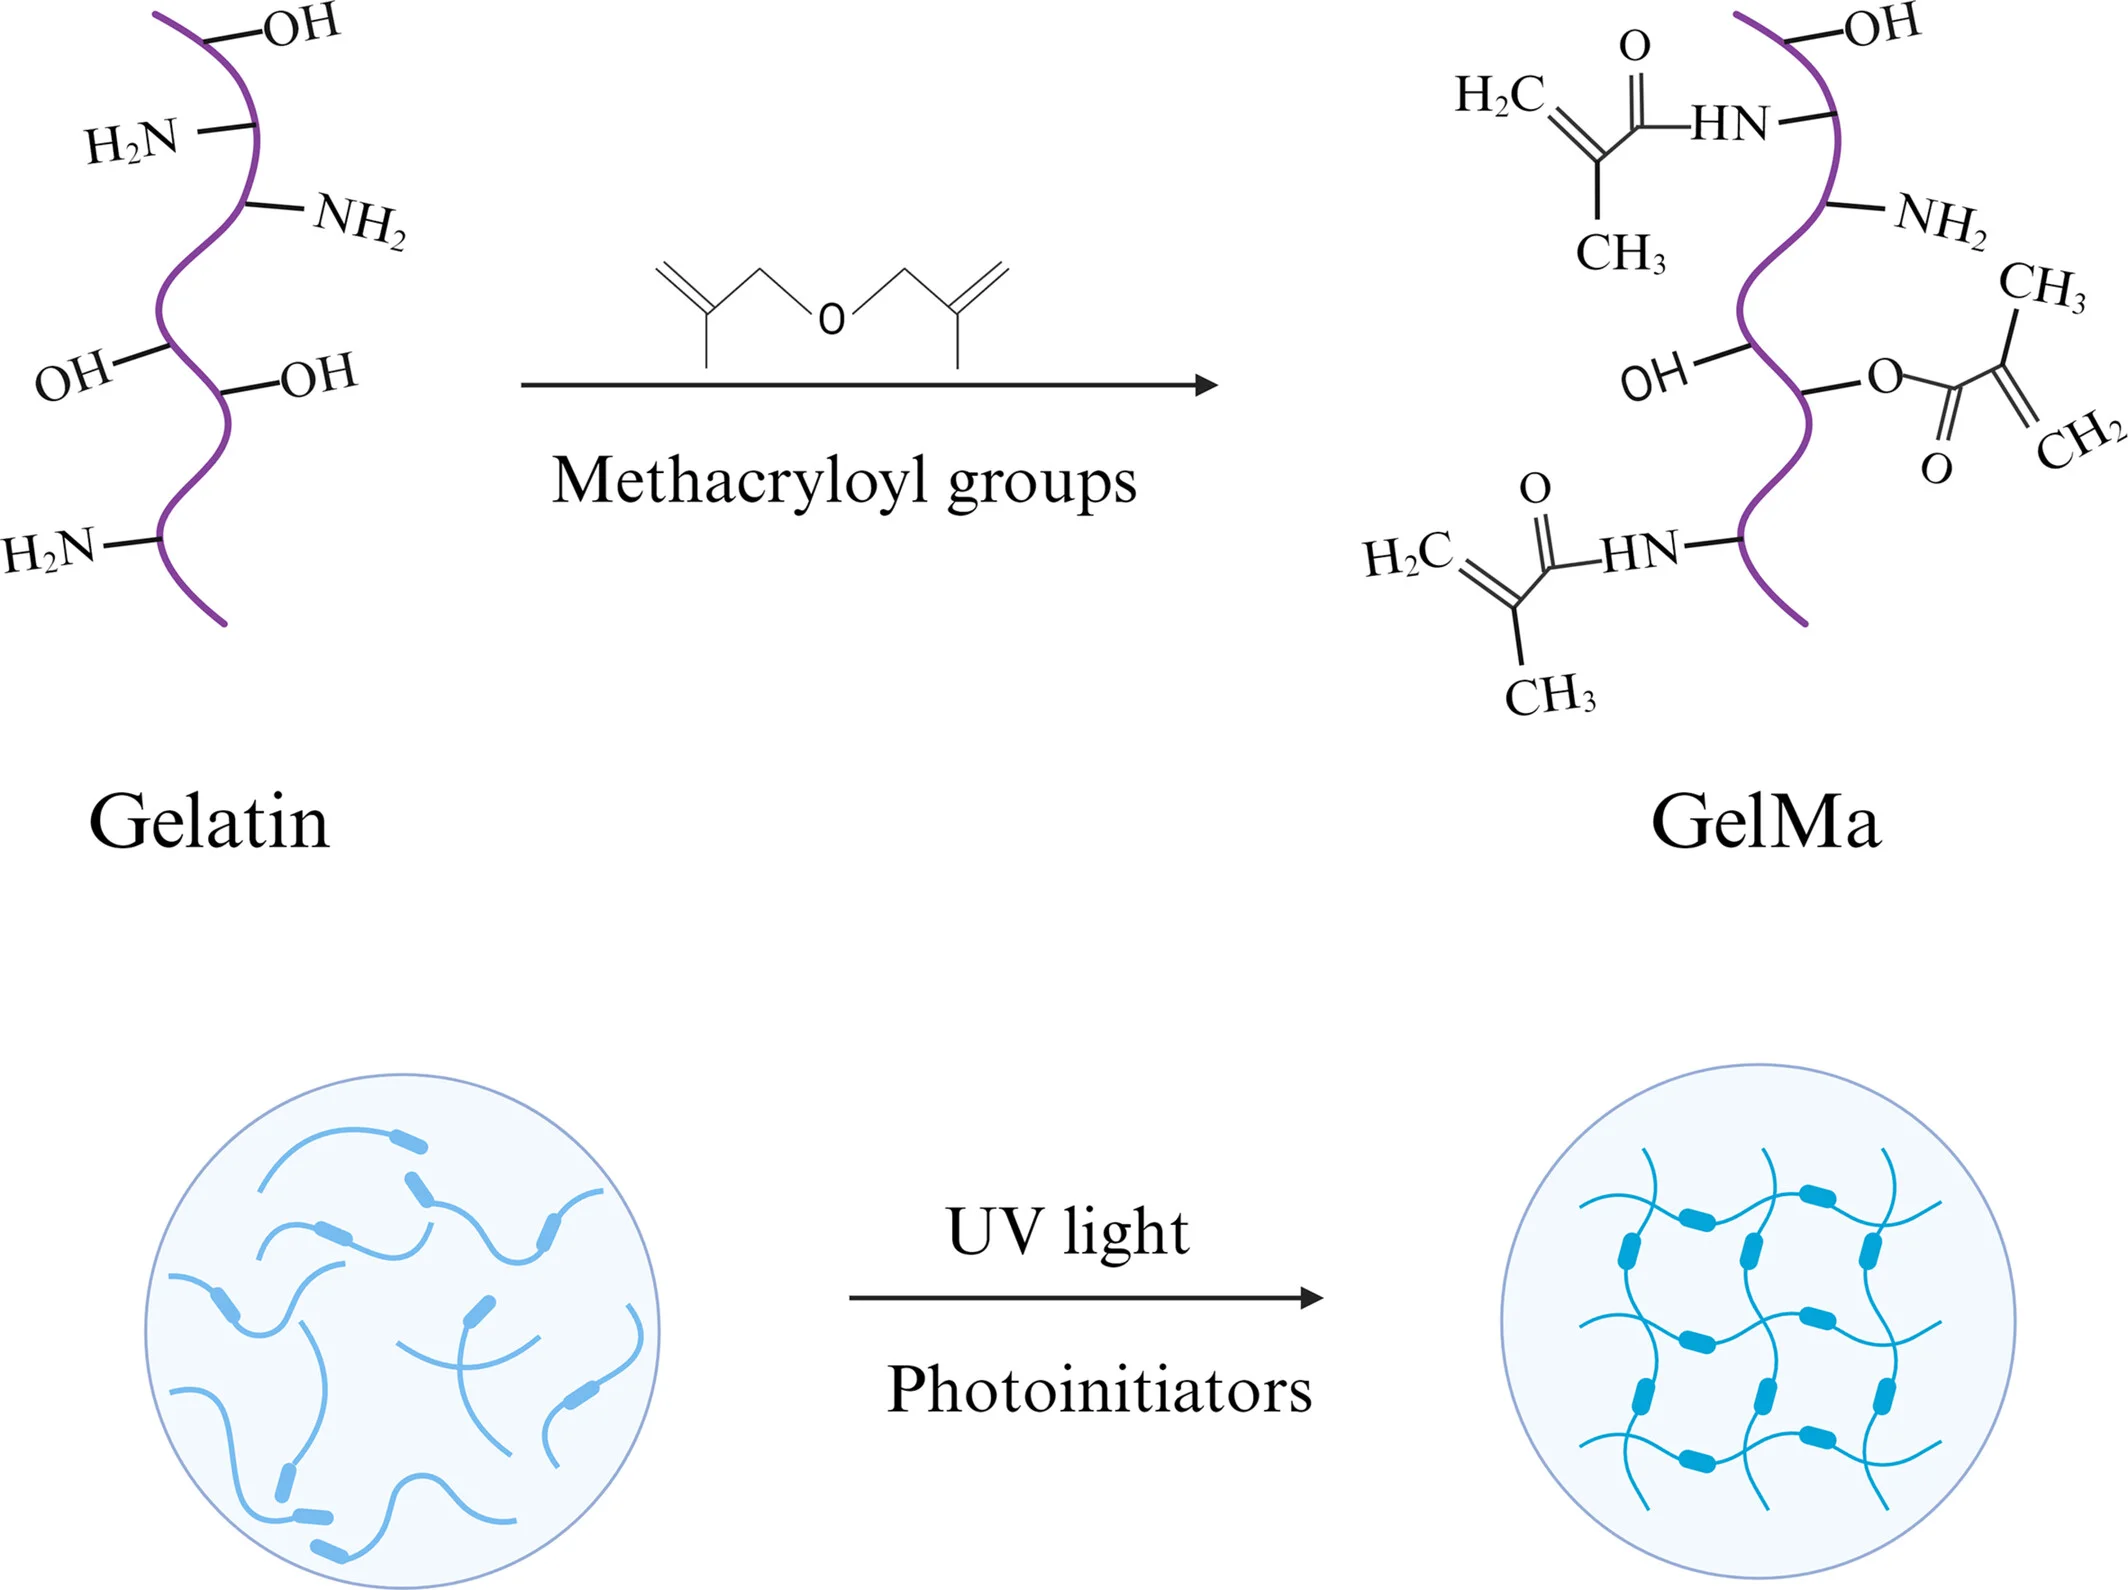 OH
H₂N
NH₂
OH
OH
H₂N
O
Methacryloyl groups
OH
O
H₂C
HN
CH₃
NH₂
CH₃
OH
O
O
CH₂
O
H₂C
HN
CH₃
Gelatin
GelMa
UV light
Photoinitiators